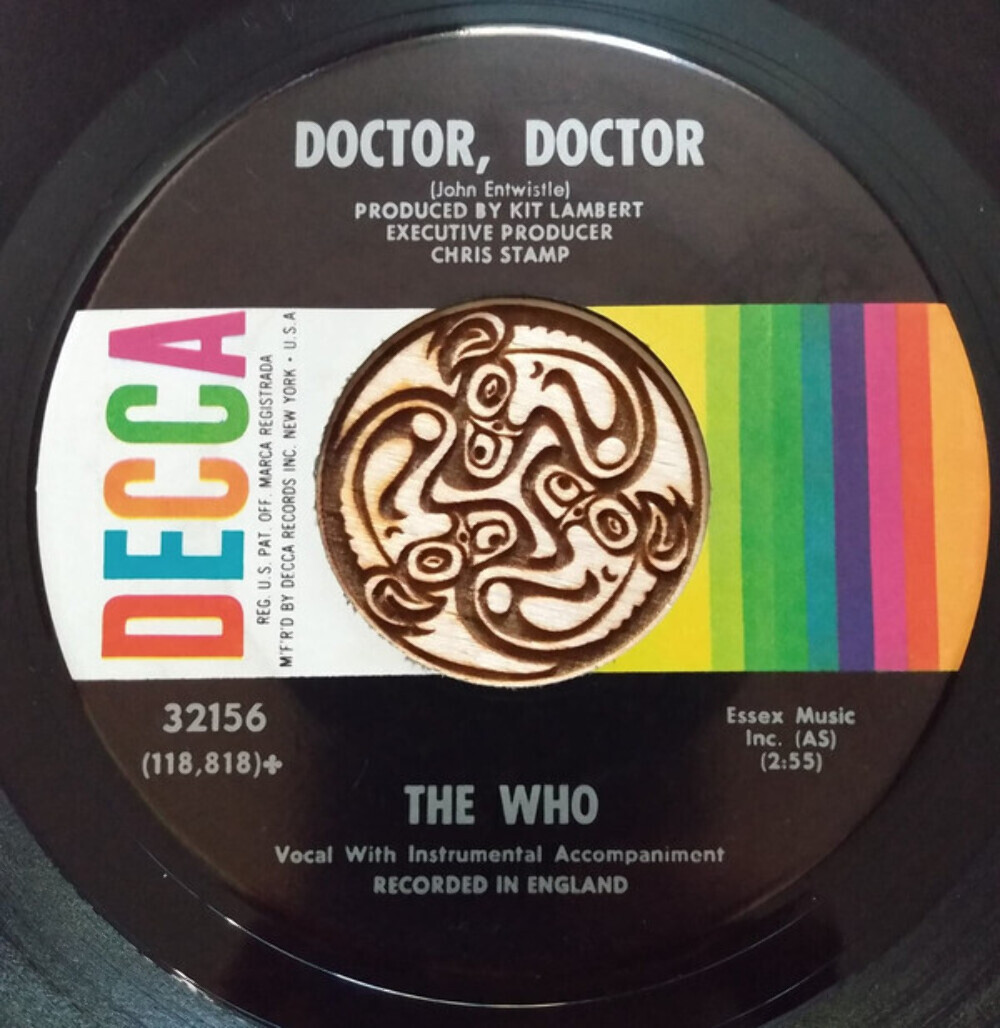 DOCTOR, DOCTOR
(John Entwistle)
PRODUCED BY KIT LAMBERT
EXECUTIVE PRODUCER
CHRIS STAMP
DECCA
REG. U.S. PAT. OFF. MARCA REGISTRADA
M'F'R'D BY DECCA RECORDS INC. NEW YORK • U.S.A
32156
(118,818)+
Essex Music
Inc. (AS)
(2:55)
THE WHO
Vocal With Instrumental Accompaniment
RECORDED IN ENGLAND